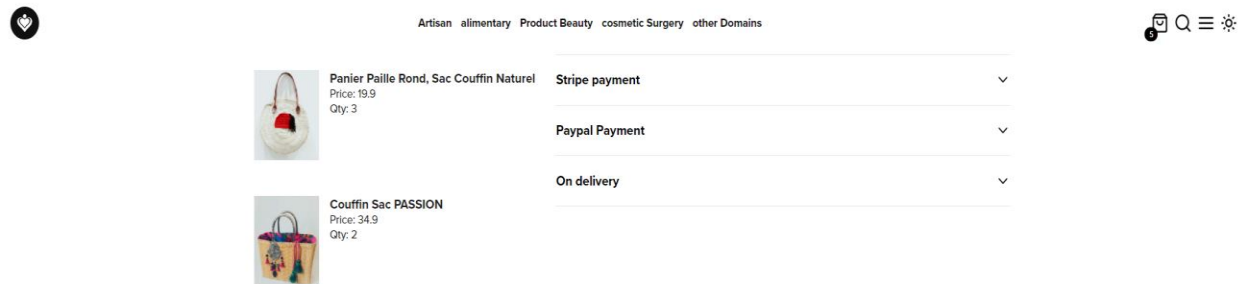 Artisan alimentary Product Beauty cosmetic Surgery other Domains
5
Panier Paille Rond, Sac Couffin Naturel
Price: 19.9
Qty: 3
Couffin Sac PASSION
Price: 34.9
Qty: 2
Stripe payment
Paypal Payment
On delivery